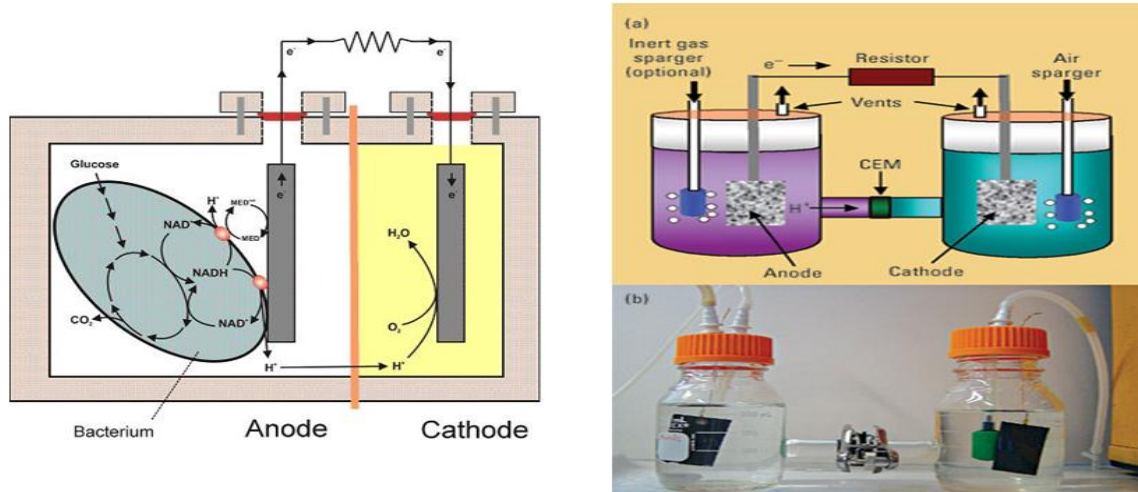 e-
e-
Glucose
H+
MED
MED
NAD+
NADH
NAD+
CO2
H+
H+
H2O
O2
e-
e-
Bacterium
Anode
Cathode
(a)
Inert gas
sparger
(optional)
e–
Resistor
Air
sparger
Vents
CEM
H+
Anode
Cathode
(b)